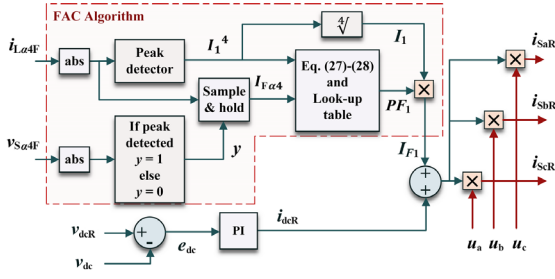 FAC Algorithm
i_Lα4F
abs
Peak
detector
I_1^4
∜
I_1
Eq. (27)-(28)
and
Look-up
table
Sample
& hold
I_Fα4
PF_1
×
v_Sα4F
abs
If peak
detected
y = 1
else
y = 0
y
I_F1
+
+
v_dcR
+
-
v_dc
e_dc
PI
i_dcR
×
i_SaR
×
i_SbR
×
i_ScR
u_a
u_b
u_c